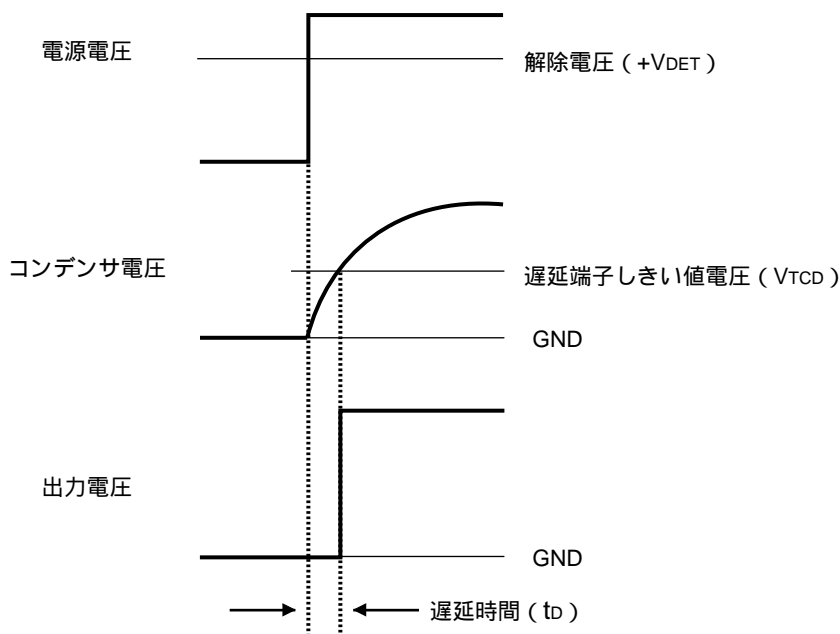 電源電圧
解除電圧（+VDET）
コンデンサ電圧
遅延端子しきい値電圧（VTCD）
GND
出力電圧
GND
遅延時間（tD）